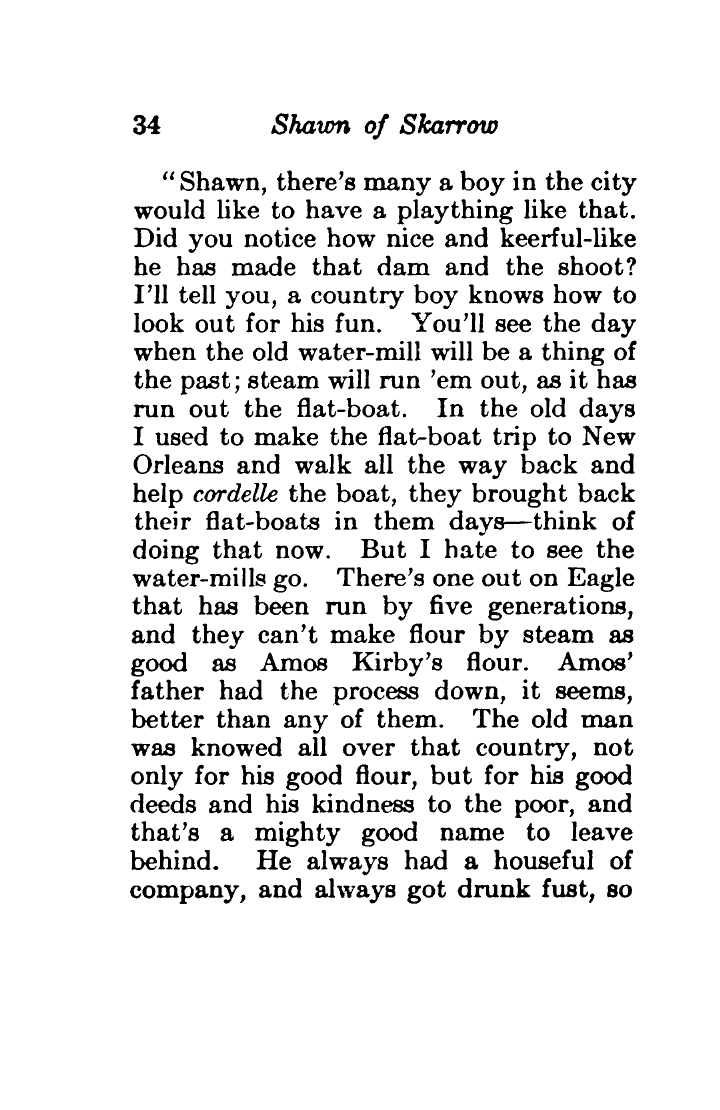 34 Shawn of Skarrow
“Shawn, there’s many a boy in the city
would like to have a plaything like that.
Did you notice how nice and keerful-like
he has made that dam and the shoot?
I’ll tell you, a country boy knows how to
look out for his fun. You’ll see the day
when the old water-mill will be a thing of
the past; steam will run ’em out, as it has
run out the flat-boat. In the old days
I used to make the flat-boat trip to New
Orleans and walk all the way back and
help cordelle the boat, they brought back
their flat-boats in them days—think of
doing that now. But I hate to see the
water-mills go. There’s one out on Eagle
that has been run by five generations,
and they can’t make flour by steam as
good as Amos Kirby’s flour. Amos’
father had the process down, it seems,
better than any of them. The old man
was knowed all over that country, not
only for his good flour, but for his good
deeds and his kindness to the poor, and
that’s a mighty good name to leave
behind. He always had a houseful of
company, and always got drunk fust, so